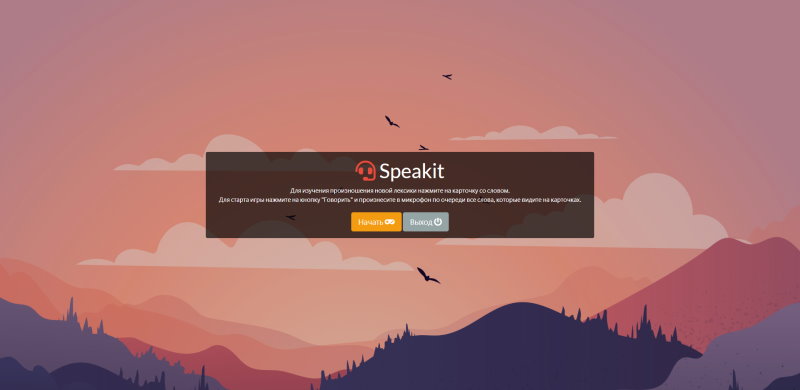 Speakit
Для изучения произношения новой лексики нажмите на карточку со словом.
Для старта игры нажмите на кнопку "Говорить" и произнесите в микрофон по очереди все слова, которые видите на карточках.
Начать Выход